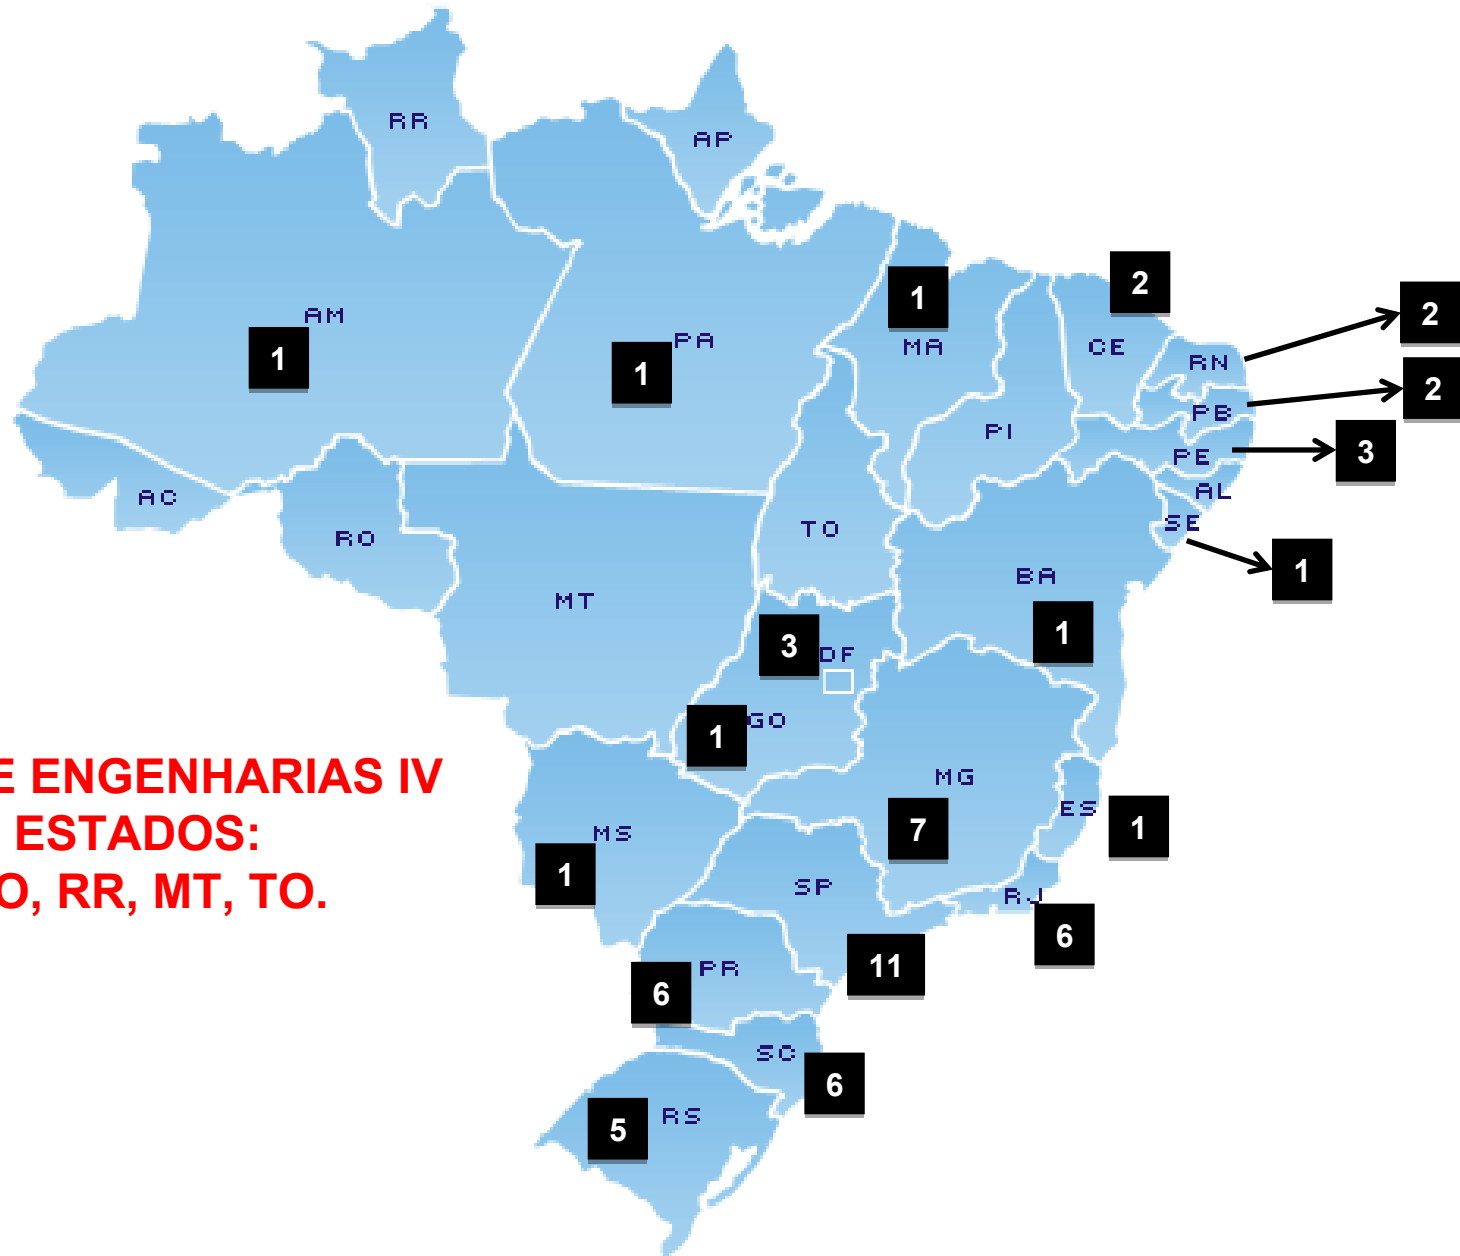 RR
AP
AM
1
PA
1
1
MA
2
CE
2
RN
2
PB
PI
3
PE
AL
SE
1
AC
RO
TO
BA
1
MT
3
DF
1
GO
MG
7
ES
1
ENGENHARIAS IV
ESTADOS:
RR, MT, TO.
MS
1
SP
RJ
6
11
PR
6
SC
6
RS
5